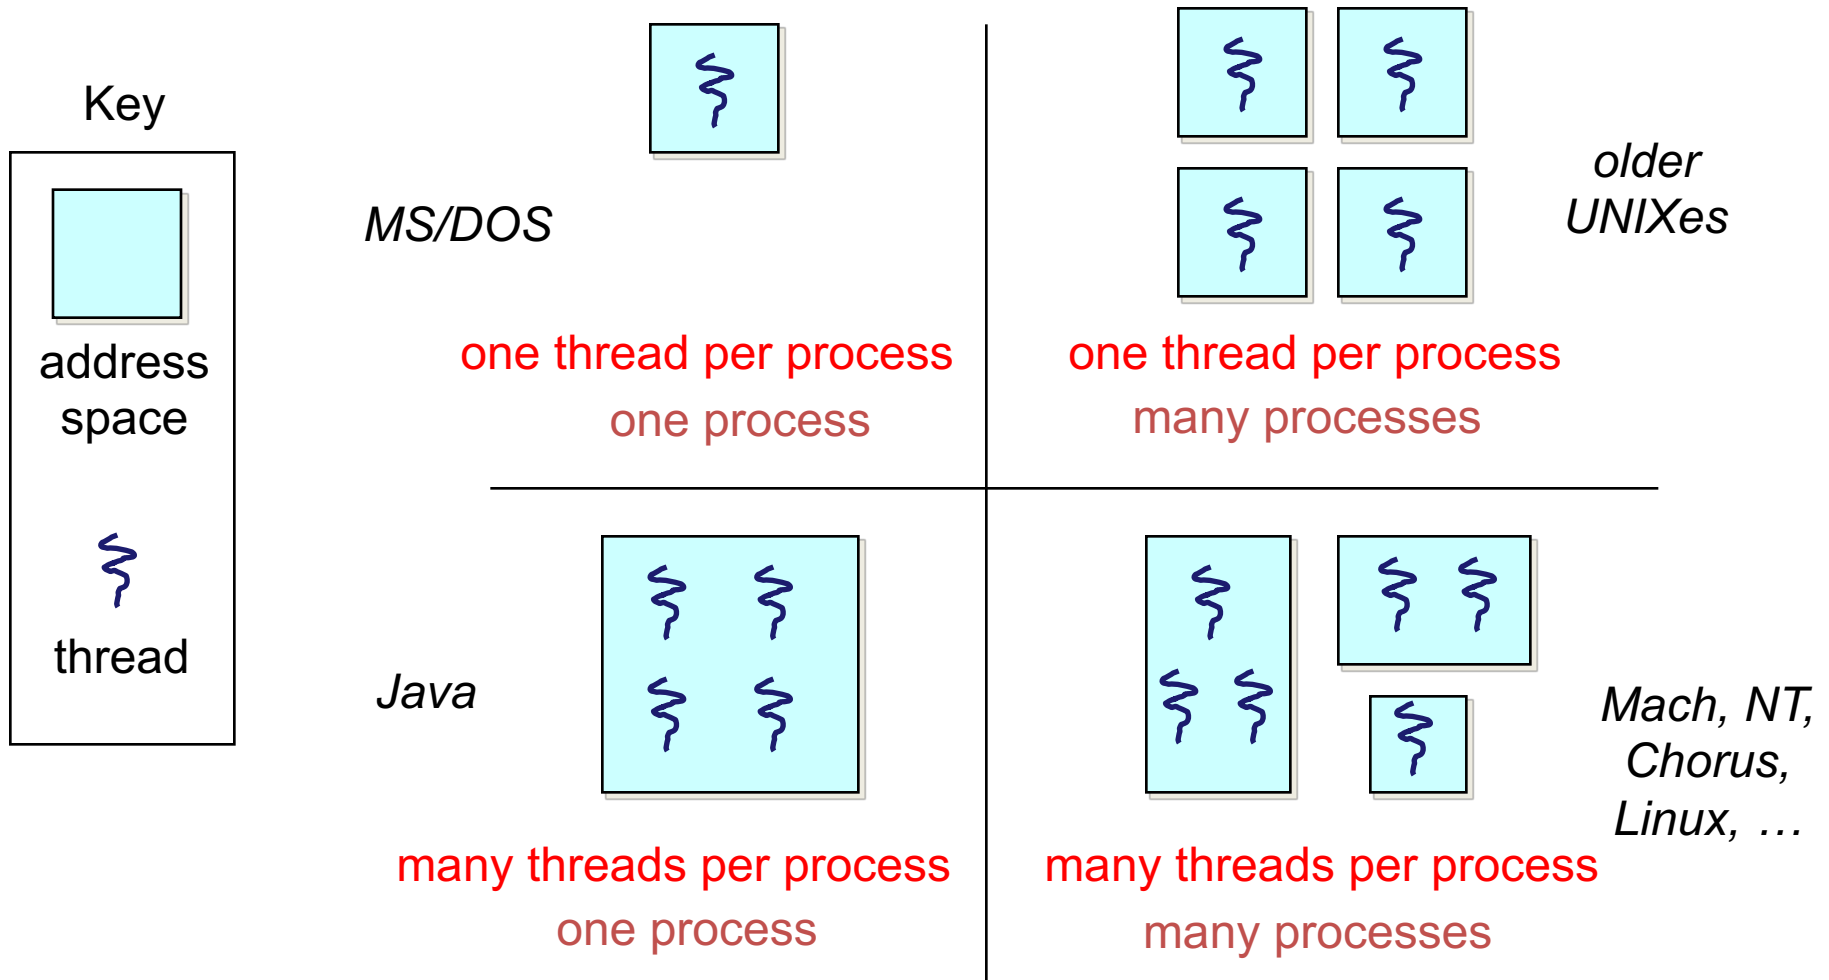 Key
address
space
thread
MS/DOS
one thread per process
one process
older
UNIXes
one thread per process
many processes
Java
many threads per process
one process
Mach, NT,
Chorus,
Linux, …
many threads per process
many processes